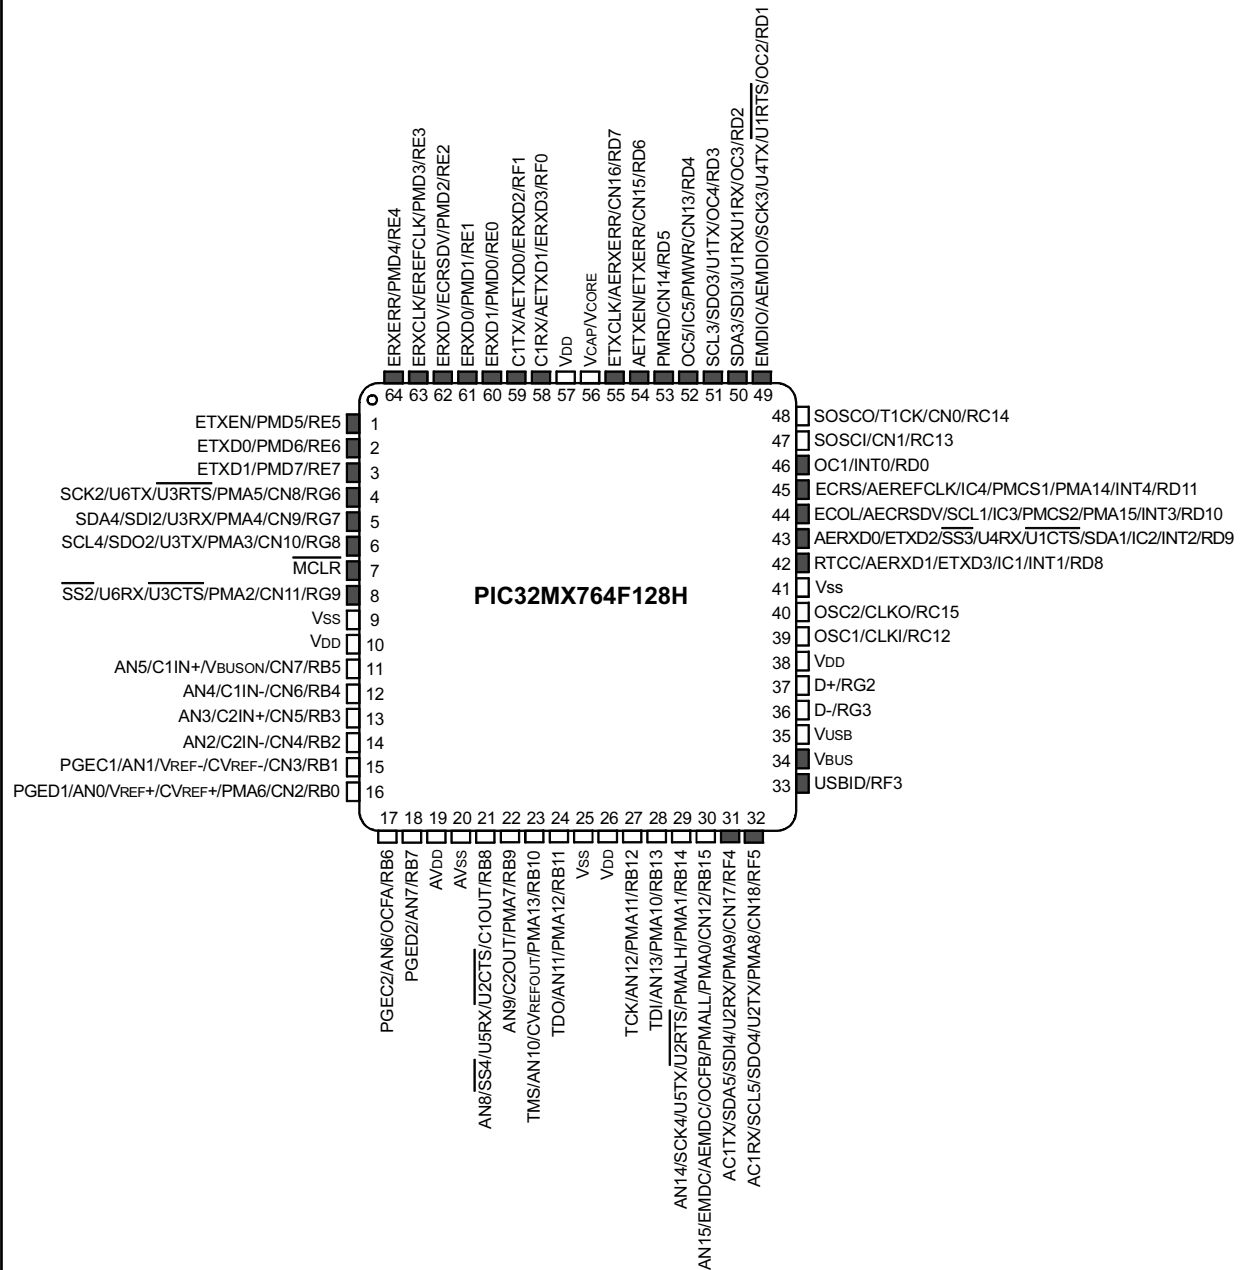 ERXERR/PMD4/RE4
ERXCLK/EREFCLK/PMD3/RE3
ERXDV/ECRSDV/PMD2/RE2
ERXD0/PMD1/RE1
ERXD1/PMD0/RE0
C1TX/AETXD0/ERXD2/RF1
C1RX/AETXD1/ERXD3/RF0
VDD
VCAP/VCORE
ETXCLK/AERXERR/CN16/RD7
AETXEN/ETXERR/CN15/RD6
PMRD/CN14/RD5
OC5/IC5/PMWR/CN13/RD4
SCL3/SDO3/U1TX/OC4/RD3
SDA3/SDI3/U1RXU1RX/OC3/RD2
EMDIO/AEMDIO/SCK3/U4TX/U1RTS/OC2/RD1
64 63 62 61 60 59 58 57 56 55 54 53 52 51 50 49
ETXEN/PMD5/RE5 1
ETXD0/PMD6/RE6 2
ETXD1/PMD7/RE7 3
SCK2/U6TX/U3RTS/PMA5/CN8/RG6 4
SDA4/SDI2/U3RX/PMA4/CN9/RG7 5
SCL4/SDO2/U3TX/PMA3/CN10/RG8 6
MCLR 7
SS2/U6RX/U3CTS/PMA2/CN11/RG9 8
VSS 9
VDD 10
AN5/C1IN+/VBUSON/CN7/RB5 11
AN4/C1IN-/CN6/RB4 12
AN3/C2IN+/CN5/RB3 13
AN2/C2IN-/CN4/RB2 14
PGEC1/AN1/VREF-/CVREF-/CN3/RB1 15
PGED1/AN0/VREF+/CVREF+/PMA6/CN2/RB0 16
PIC32MX764F128H
48 SOSCO/T1CK/CN0/RC14
47 SOSCI/CN1/RC13
46 OC1/INT0/RD0
45 ECRS/AEREFCLK/IC4/PMCS1/PMA14/INT4/RD11
44 ECOL/AECRSDV/SCL1/IC3/PMCS2/PMA15/INT3/RD10
43 AERXD0/ETXD2/SS3/U4RX/U1CTS/SDA1/IC2/INT2/RD9
42 RTCC/AERXD1/ETXD3/IC1/INT1/RD8
41 Vss
40 OSC2/CLKO/RC15
39 OSC1/CLKI/RC12
38 VDD
37 D+/RG2
36 D-/RG3
35 VUSB
34 VBUS
33 USBID/RF3
17 18 19 20 21 22 23 24 25 26 27 28 29 30 31 32
PGEC2/AN6/OCFA/RB6
PGED2/AN7/RB7
AVDD
AVSS
AN8/SS4/U5RX/U2CTS/C1OUT/RB8
AN9/C2OUT/PMA7/RB9
TMS/AN10/CVREFOUT/PMA13/RB10
TDO/AN11/PMA12/RB11
VSS
VDD
TCK/AN12/PMA11/RB12
TDI/AN13/PMA10/RB13
AN14/SCK4/U5TX/U2RTS/PMALH/PMA1/RB14
AN15/EMDC/AEMDC/OCFB/PMALL/PMA0/CN12/RB15
AC1TX/SDA5/SDI4/U2RX/PMA9/CN17/RF4
AC1RX/SCL5/SDO4/U2TX/PMA8/CN18/RF5